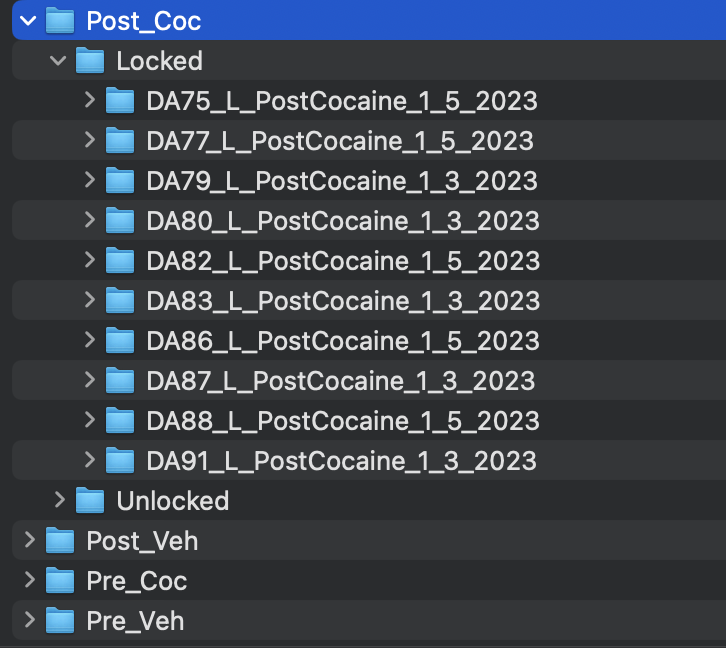 Post_Coc
Locked
DA75_L_PostCocaine_1_5_2023
DA77_L_PostCocaine_1_5_2023
DA79_L_PostCocaine_1_3_2023
DA80_L_PostCocaine_1_3_2023
DA82_L_PostCocaine_1_5_2023
DA83_L_PostCocaine_1_3_2023
DA86_L_PostCocaine_1_5_2023
DA87_L_PostCocaine_1_3_2023
DA88_L_PostCocaine_1_5_2023
DA91_L_PostCocaine_1_3_2023
Unlocked
Post_Veh
Pre_Coc
Pre_Veh